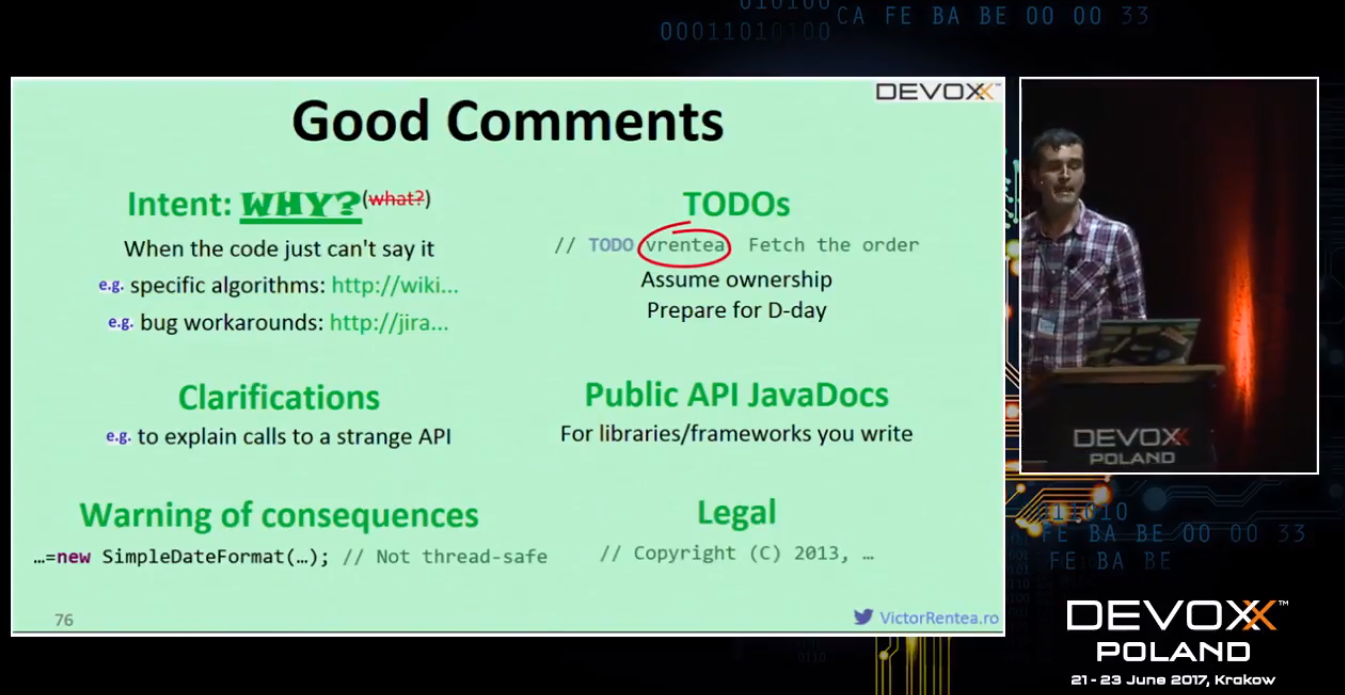 010100
00011010100
CA FE BA BE 00 00 33
DEVOXX™
Good Comments
Intent: WHY? (what?)
When the code just can't say it
e.g. specific algorithms: http://wiki...
e.g. bug workarounds: http://jira...
TODOs
// TODO vrentea Fetch the order
Assume ownership
Prepare for D-day
Clarifications
e.g. to explain calls to a strange API
Public API JavaDocs
For libraries/frameworks you write
Warning of consequences
…=new SimpleDateFormat(…); // Not thread-safe
Legal
// Copyright (C) 2013, …
76
VictorRentea.ro
DEVOXX
POLAND
FE BA BE 00 00 33
FE BA BE
0110
DEVOXX™
POLAND
21 - 23 June 2017, Krakow